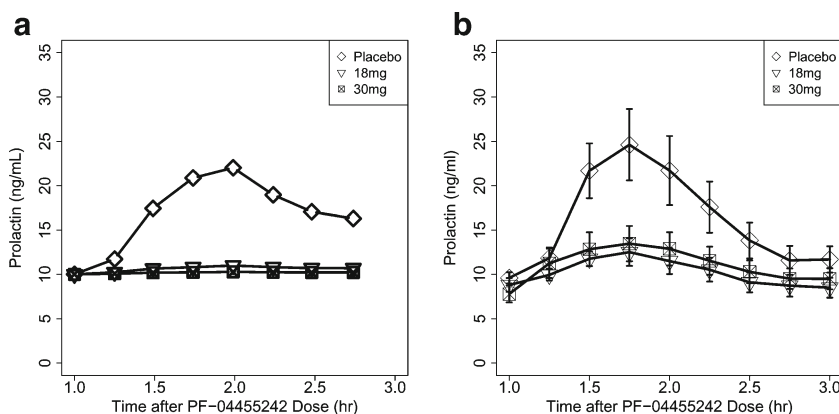 a
35
30
25
20
15
10
5
0
Prolactin (ng/mL)
Placebo
18mg
30mg
1.0 1.5 2.0 2.5 3.0
Time after PF−04455242 Dose (hr)
b
35
30
25
20
15
10
5
0
Prolactin (ng/ml)
Placebo
18mg
30mg
1.0 1.5 2.0 2.5 3.0
Time after PF−04455242 Dose (hr)